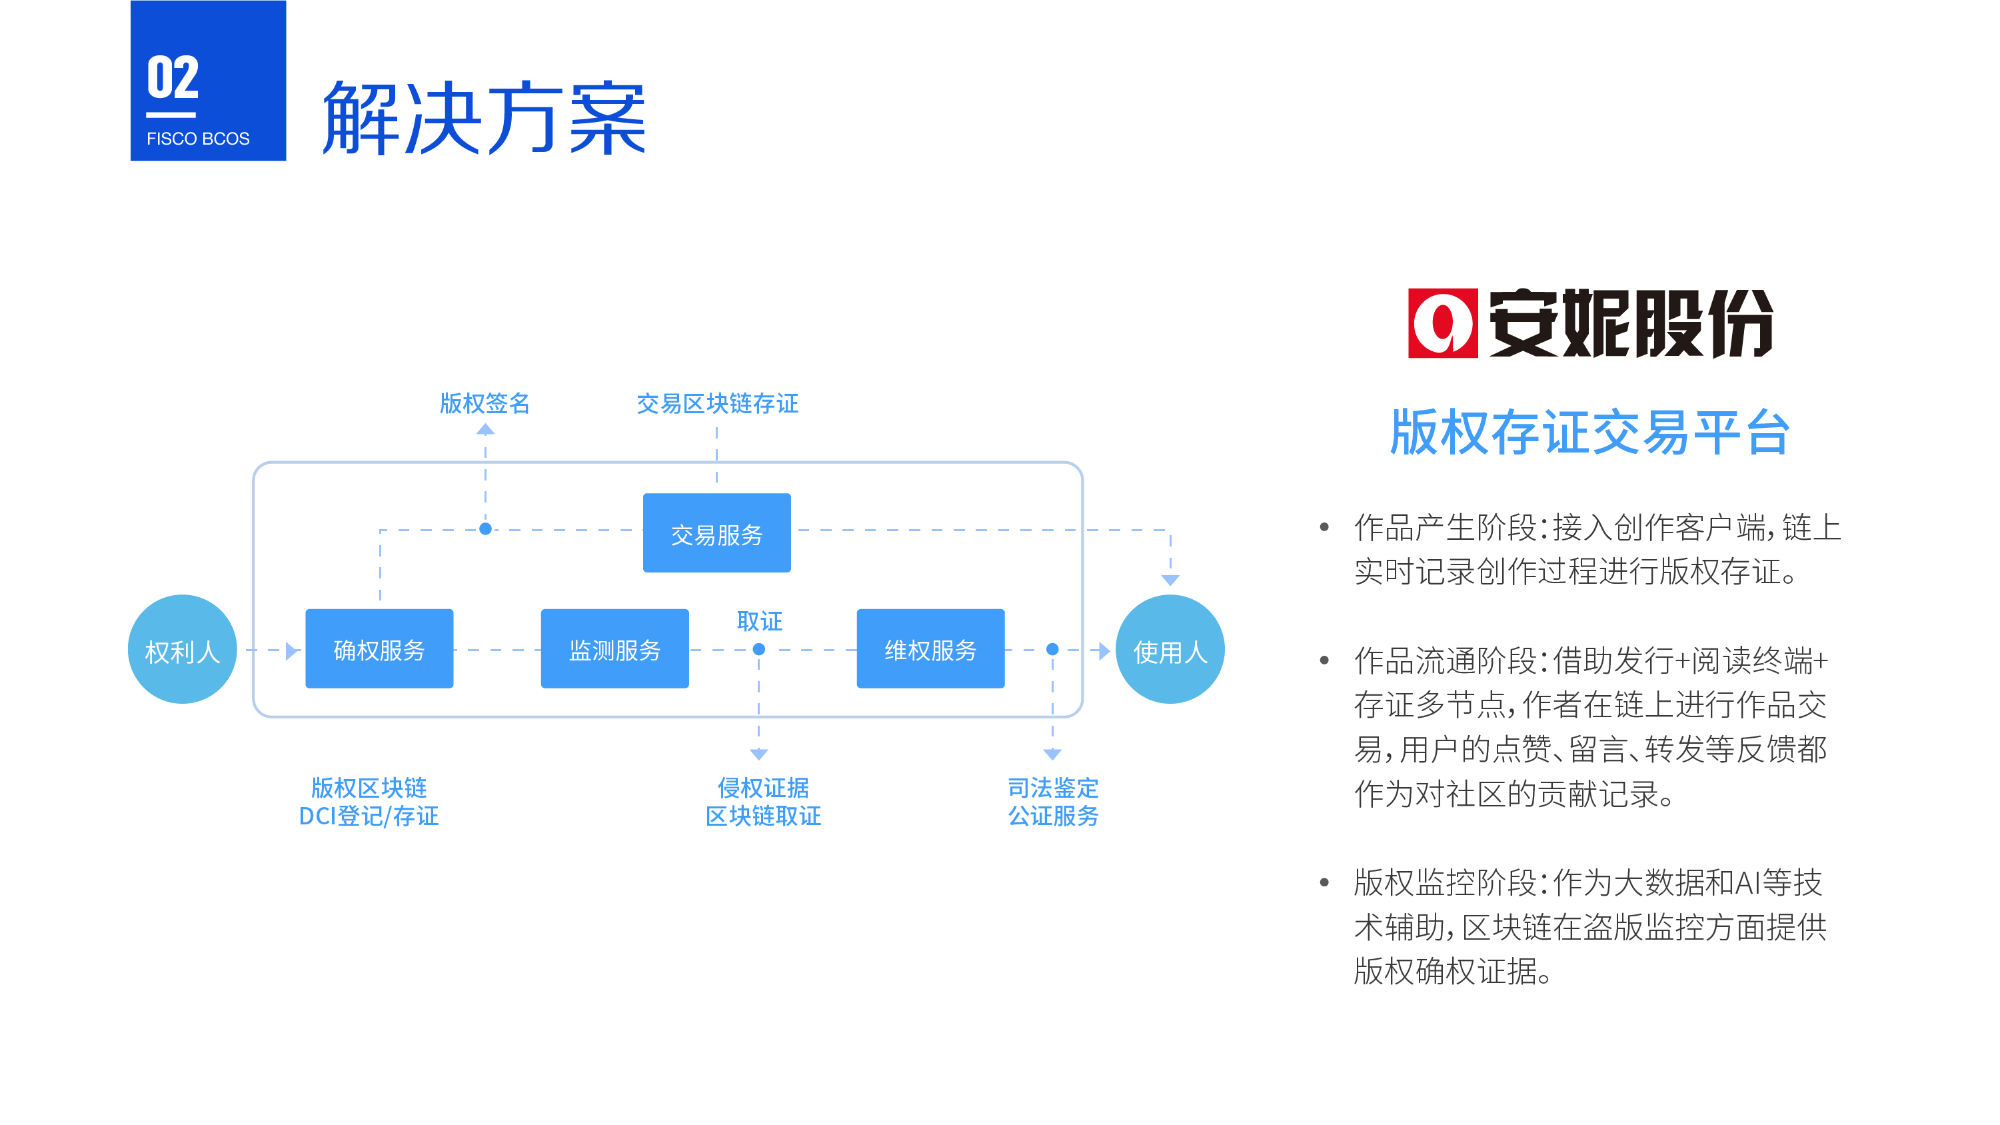 02
FISCO BCOS
解决方案
版权签名
交易区块链存证
交易服务
取证
权利人
确权服务
监测服务
维权服务
使用人
版权区块链
DCI登记/存证
侵权证据
区块链取证
司法鉴定
公证服务
安妮股份
版权存证交易平台
• 作品产生阶段：接入创作客户端，链上
实时记录创作过程进行版权存证。
• 作品流通阶段：借助发行+阅读终端+
存证多节点，作者在链上进行作品交
易，用户的点赞、留言、转发等反馈都
作为对社区的贡献记录。
• 版权监控阶段：作为大数据和AI等技
术辅助，区块链在盗版监控方面提供
版权确权证据。